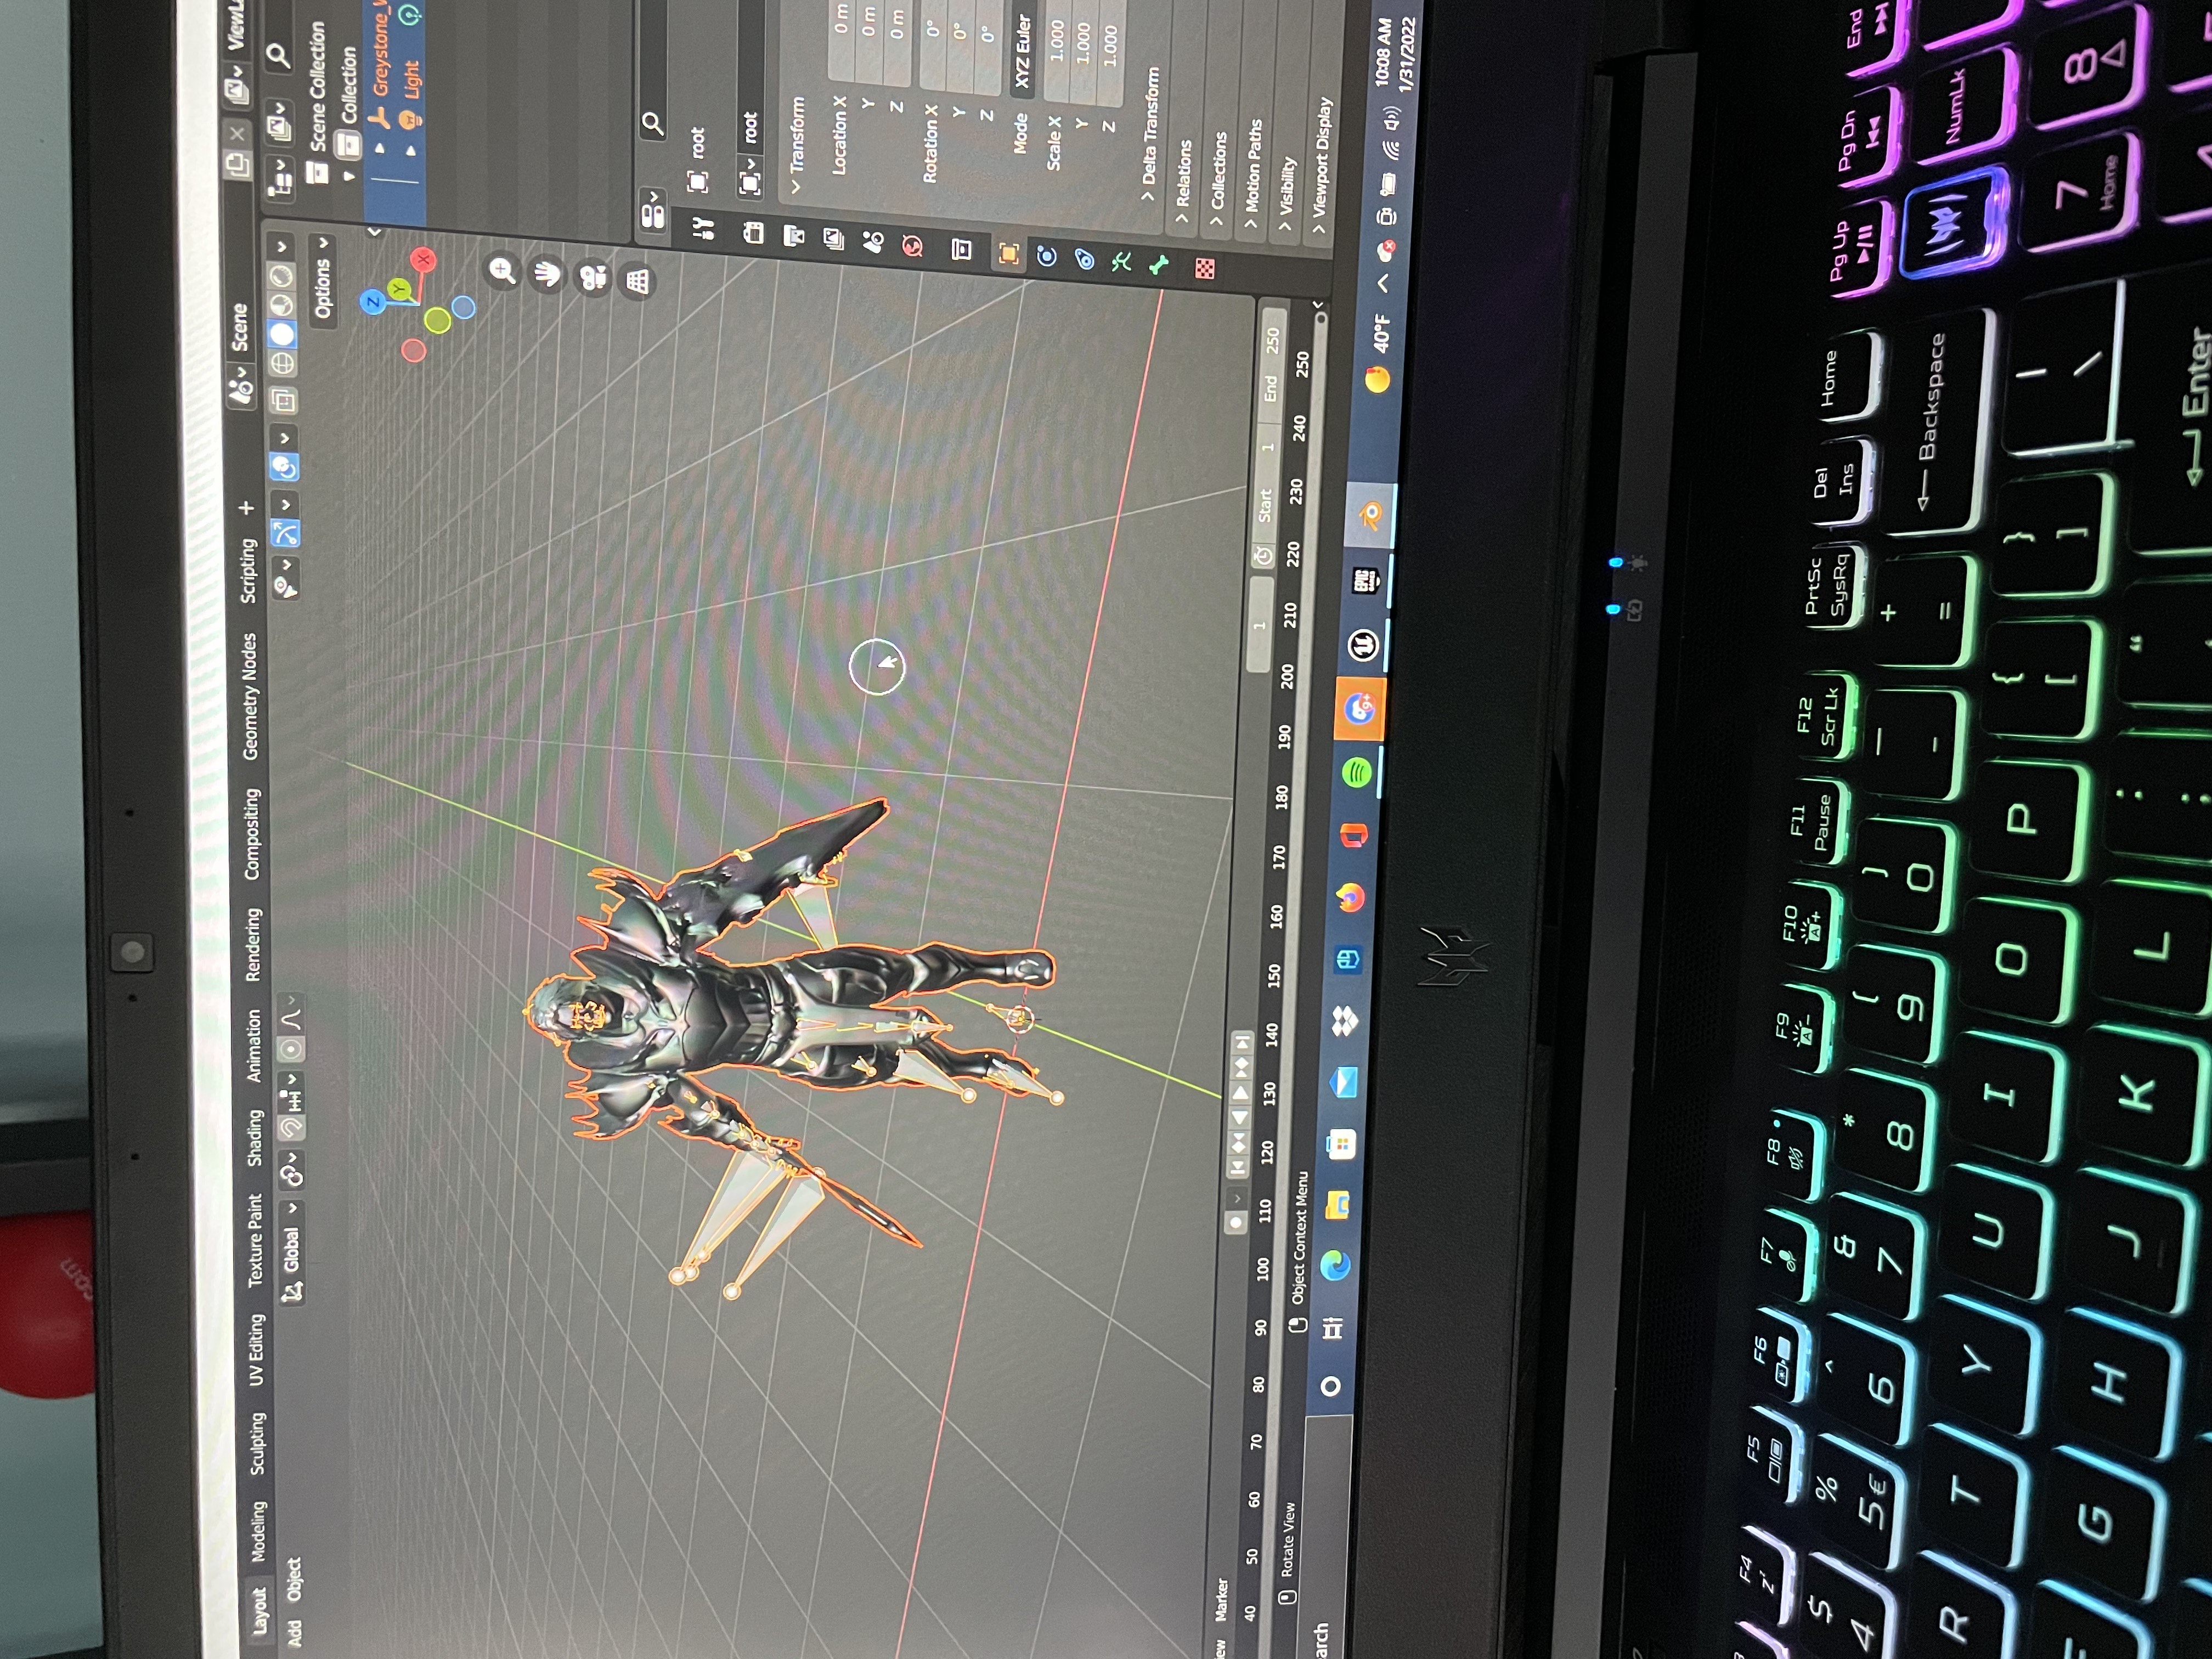 .com
Layout Modeling Sculpting UV Editing Texture Paint Shading Animation Rendering Compositing Geometry Nodes Scripting + Scene
Add Object Global
Options
Scene Collection
Collection
Greystone_
Light
Z
Y
X
root
root
Transform
Location X 0 m
Y 0 m
Z 0 m
Rotation X 0°
Y 0°
Z 0°
Mode XYZ Euler
Scale X 1.000
Y 1.000
Z 1.000
Delta Transform
Relations
Collections
Motion Paths
Visibility
Viewport Display
iew Marker
1 Start 1 End 250
40 50 60 70 80 90 100 110 120 130 140 150 160 170 180 190 200 210 220 230 240 250
Rotate View Object Context Menu
earch
9+
EPIC
GAMES
40°F
10:08 AM
1/31/2022
F4 F5 F6 F7 F8 F9 F10 F11 F12 PrtSc Del Home Pg Up Pg Dn End
Pause Scr Lk SysRq Ins
$ % ^ & * ( ) — +
4 5 € 6 7 8 9 0 - = Backspace NumLk
R T Y U I O P { } |
[ ] \ 7 8
Home
F G H J K L : “
; ‘ Enter